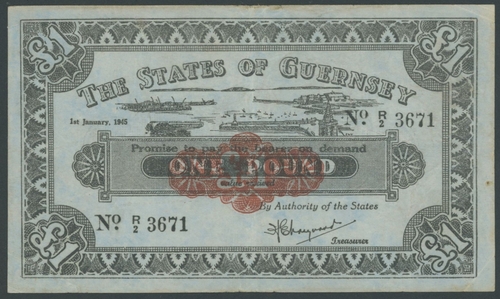 £1 £1
THE STATES OF GUERNSEY
1st January, 1945
No R/2 3671
Promise to pay the bearer on demand
ONE POUND
By Authority of the States
No R/2 3671
Treasurer
£1 £1